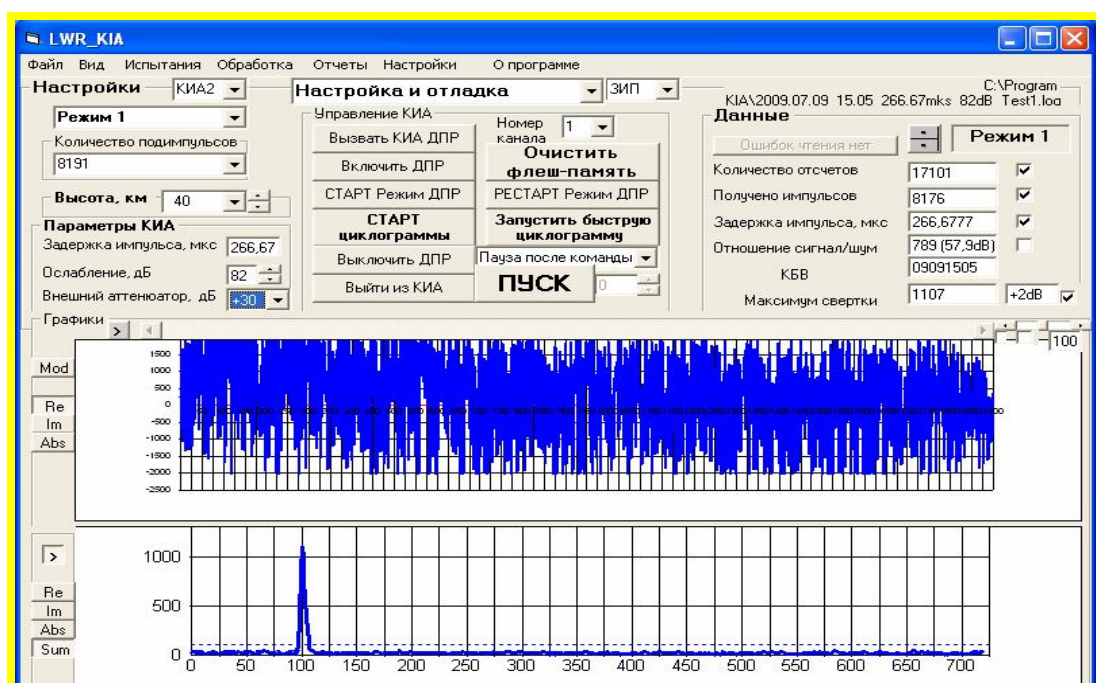 LWR_KIA
Файл Вид Испытания Обработка Отчеты Настройки О программе
Настройки КИА2 Настройка и отладка ЗИП
C:\Program
KIA\2009.07.09 15.05 266.67mks 82dB Test1.log
Режим 1
Количество подимпульсов
8191
Высота, км 40
Параметры КИА
Задержка импульса, мкс 266,67
Ослабление, дБ 82
Внешний аттенюатор, дБ +30
Управление КИА
Номер канала 1
Вызвать КИА ДПР
Очистить флеш-память
Включить ДПР
СТАРТ Режим ДПР РЕСТАРТ Режим ДПР
СТАРТ циклограммы
Запустить быструю циклограмму
Выключить ДПР Пауза после команды
Выйти из КИА ПУСК 0
Данные
Ошибок чтения нет Режим 1
Количество отсчетов 17101
Получено импульсов 8176
Задержка импульса, мкс 266,6777
Отношение сигнал/шум 789 (57,9dB)
КБВ 09091505
Максимум свертки 1107 +2dB
Графики > 100
Mod
Re
Im
Abs
1500
1000
500
0
-500
-1000
-1500
-2000
-2500
>
Re
Im
Abs
Sum
1000
500
0
0 50 100 150 200 250 300 350 400 450 500 550 600 650 700